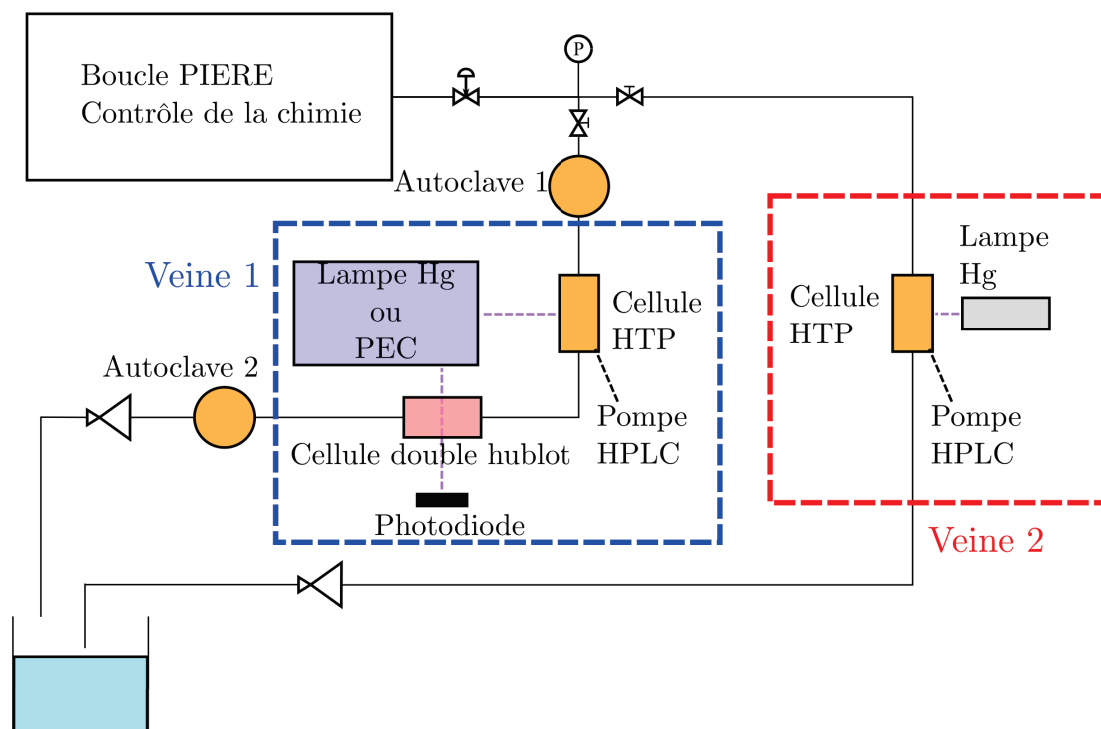 Boucle PIERE
Contrôle de la chimie
P
Autoclave 1
Veine 1
Lampe Hg
ou
PEC
Cellule
HTP
Autoclave 2
Pompe
HPLC
Cellule double hublot
Photodiode
Lampe
Hg
Cellule
HTP
Pompe
HPLC
Veine 2